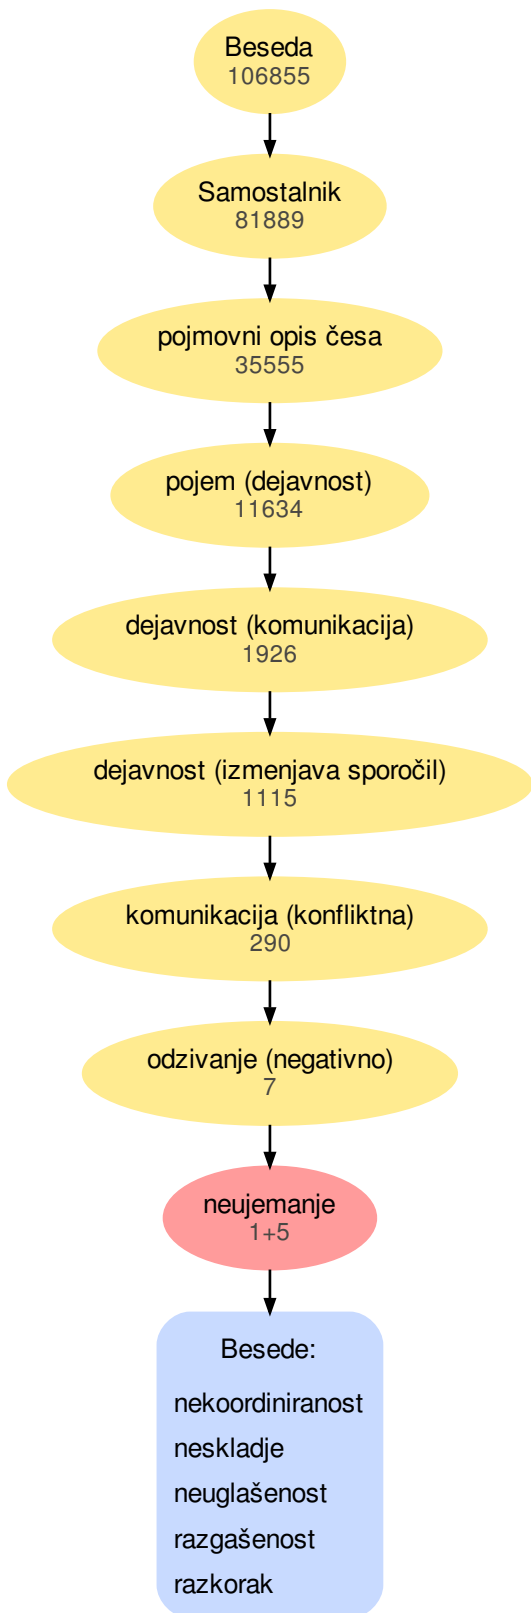 Beseda
106855
Samostalnik
81889
pojmovni opis česa
35555
pojem (dejavnost)
11634
dejavnost (komunikacija)
1926
dejavnost (izmenjava sporočil)
1115
komunikacija (konfliktna)
290
odzivanje (negativno)
7
neujemanje
1+5
Besede:
nekoordiniranost
neskladje
neuglašenost
razgašenost
razkorak